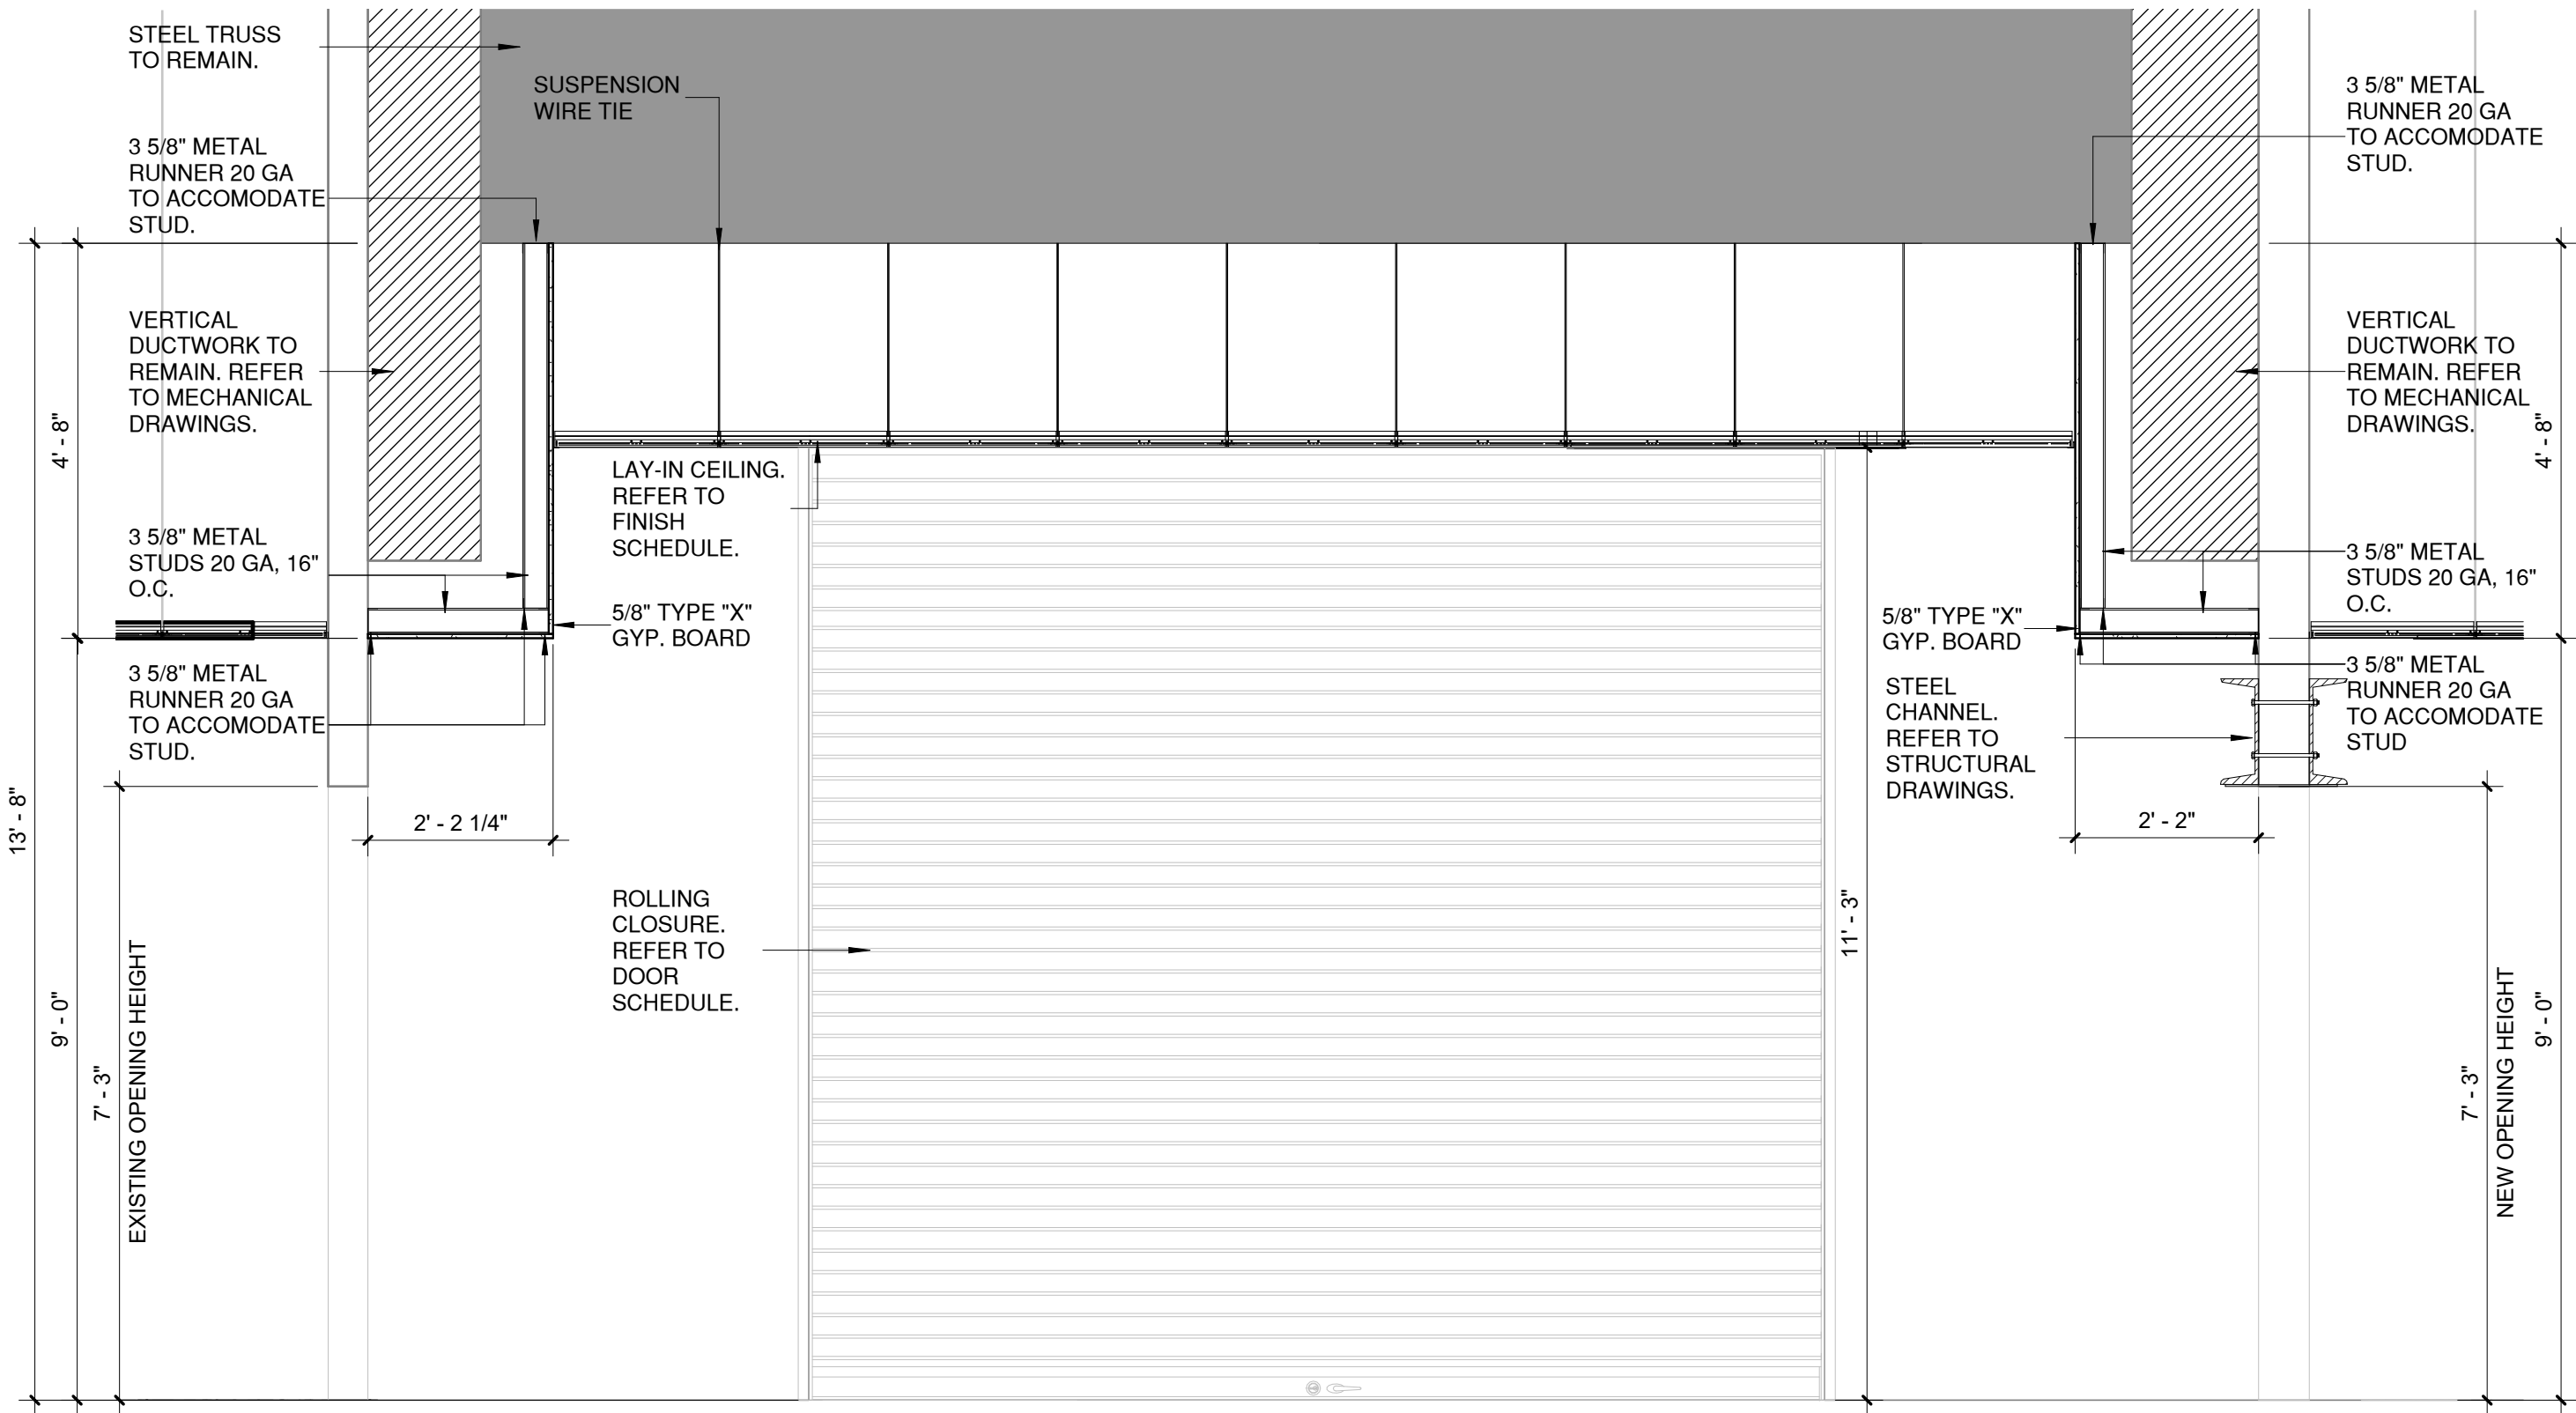 STEEL TRUSS
TO REMAIN.
SUSPENSION
WIRE TIE
3 5/8" METAL
RUNNER 20 GA
TO ACCOMODATE
STUD.
3 5/8" METAL
RUNNER 20 GA
TO ACCOMODATE
STUD.
VERTICAL
DUCTWORK TO
REMAIN. REFER
TO MECHANICAL
DRAWINGS.
VERTICAL
DUCTWORK TO
REMAIN. REFER
TO MECHANICAL
DRAWINGS.
4' - 8"
4' - 8"
LAY-IN CEILING.
REFER TO
FINISH
SCHEDULE.
3 5/8" METAL
STUDS 20 GA, 16"
O.C.
3 5/8" METAL
STUDS 20 GA, 16"
O.C.
5/8" TYPE "X"
GYP. BOARD
5/8" TYPE "X"
GYP. BOARD
3 5/8" METAL
RUNNER 20 GA
TO ACCOMODATE
STUD.
3 5/8" METAL
RUNNER 20 GA
TO ACCOMODATE
STUD
STEEL
CHANNEL.
REFER TO
STRUCTURAL
DRAWINGS.
13' - 8"
2' - 2 1/4"
2' - 2"
ROLLING
CLOSURE.
REFER TO
DOOR
SCHEDULE.
11' - 3"
9' - 0"
7' - 3"
EXISTING OPENING HEIGHT
7' - 3"
NEW OPENING HEIGHT
9' - 0"